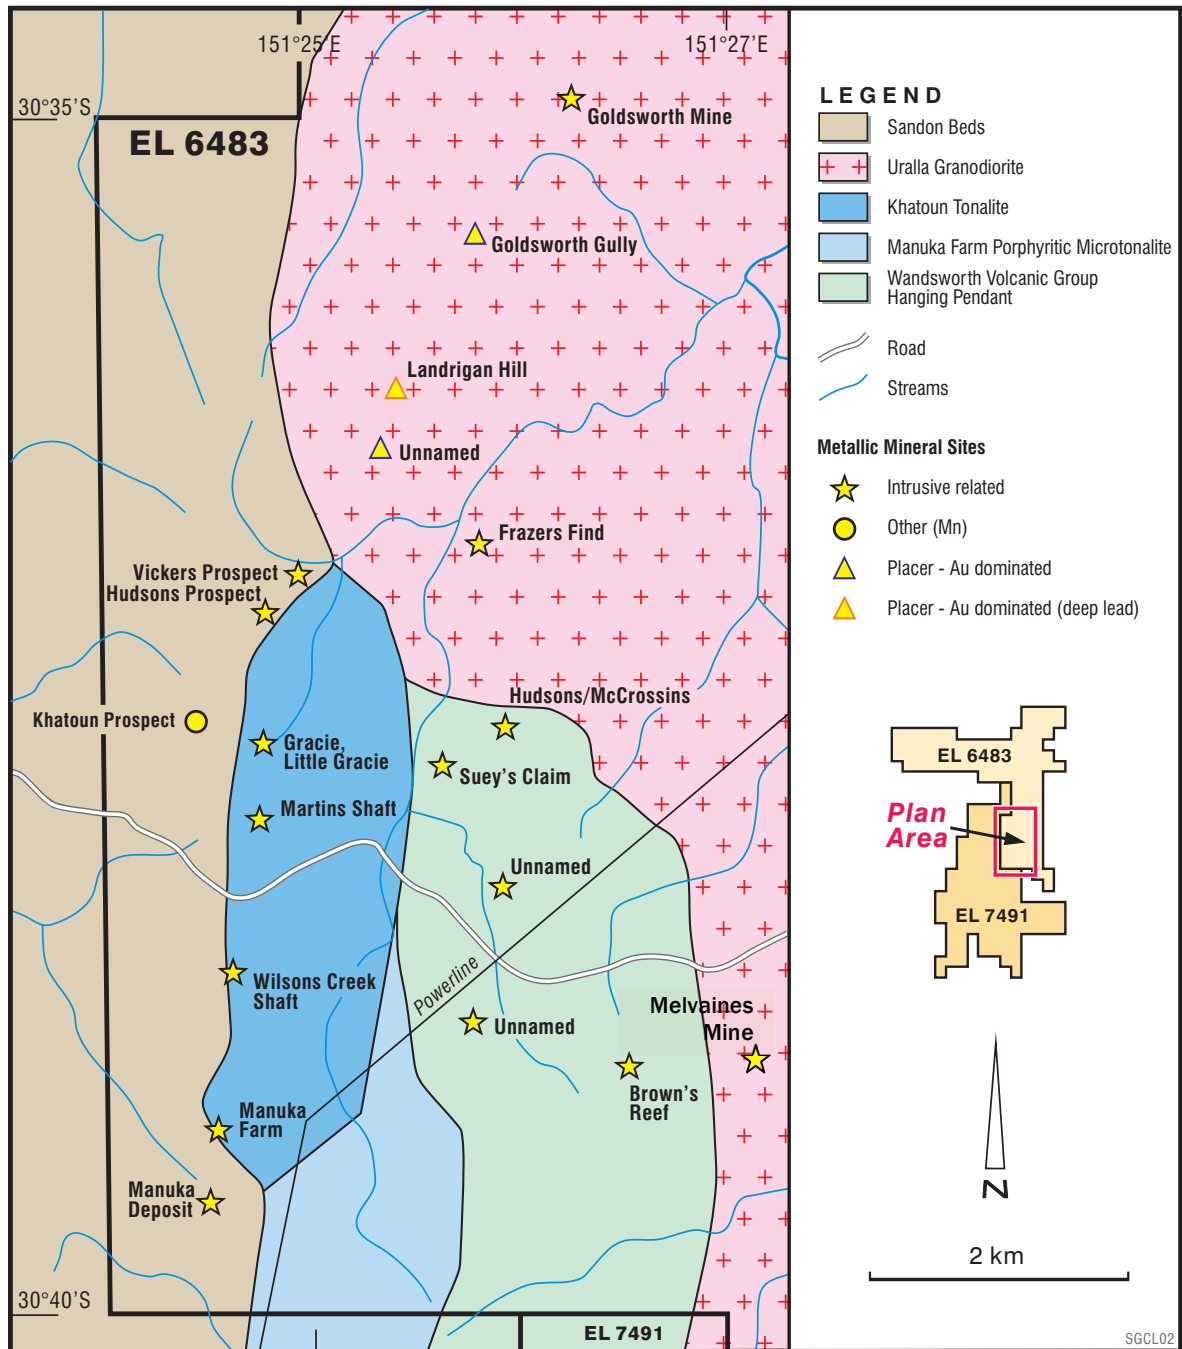 151°25'E
151°27'E
30°35'S
EL 6483
Goldsworth Mine
Goldsworth Gully
Landrigan Hill
Unnamed
Frazers Find
Vickers Prospect
Hudsons Prospect
Hudsons/McCrossins
Khatoun Prospect
Gracie,
Little Gracie
Suey's Claim
Martins Shaft
Unnamed
Powerline
Wilsons Creek
Shaft
Melvaines
Mine
Unnamed
Brown's
Reef
Manuka
Farm
Manuka
Deposit
30°40'S
EL 7491
LEGEND
Sandon Beds
Uralla Granodiorite
Khatoun Tonalite
Manuka Farm Porphyritic Microtonalite
Wandsworth Volcanic Group
Hanging Pendant
Road
Streams
Metallic Mineral Sites
Intrusive related
Other (Mn)
Placer - Au dominated
Placer - Au dominated (deep lead)
EL 6483
Plan
Area
EL 7491
N
2 km
SGCL02